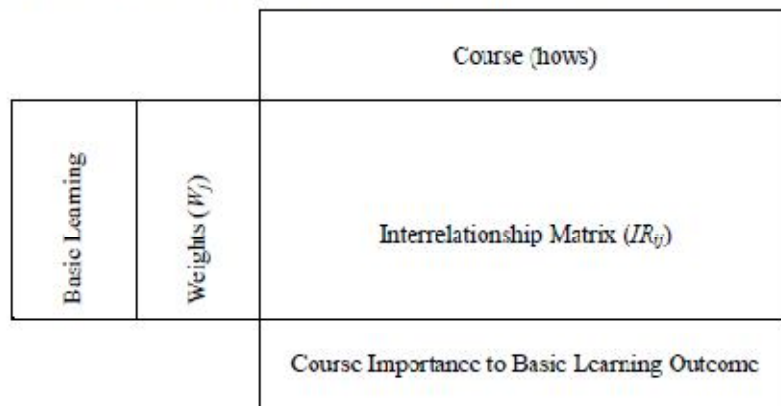 Course (hows)
Basic Learning
Weights (Wj)
Interrelationship Matrix (IRij)
Course Importance to Basic Learning Outcome